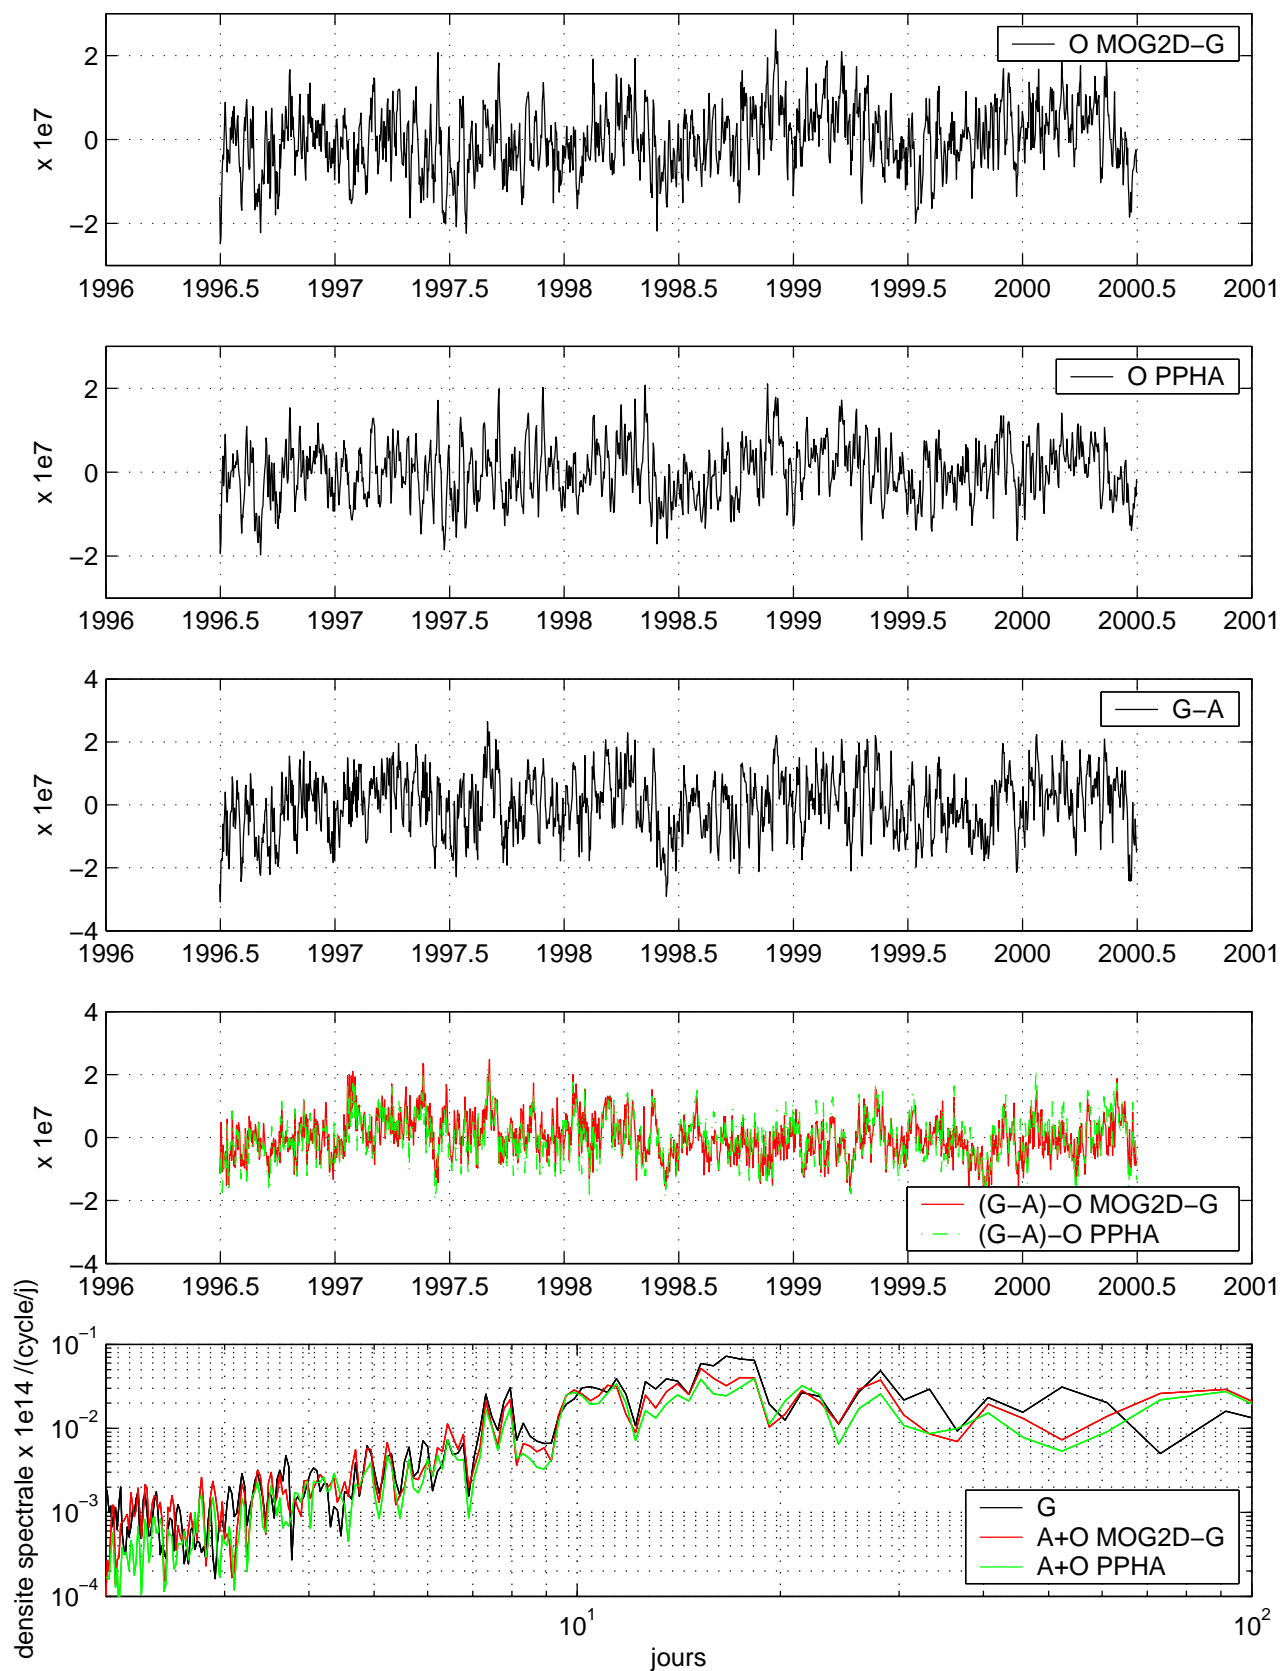 2
0
−2
x 1e7
O MOG2D−G
1996 1996.5 1997 1997.5 1998 1998.5 1999 1999.5 2000 2000.5 2001
2
0
−2
x 1e7
O PPHA
1996 1996.5 1997 1997.5 1998 1998.5 1999 1999.5 2000 2000.5 2001
4
2
0
−2
−4
x 1e7
G−A
1996 1996.5 1997 1997.5 1998 1998.5 1999 1999.5 2000 2000.5 2001
4
2
0
−2
−4
x 1e7
(G−A)−O MOG2D−G
(G−A)−O PPHA
1996 1996.5 1997 1997.5 1998 1998.5 1999 1999.5 2000 2000.5 2001
10^−1
10^−2
10^−3
10^−4
densite spectrale x 1e14 /(cycle/j)
G
A+O MOG2D−G
A+O PPHA
10^1 10^2
jours